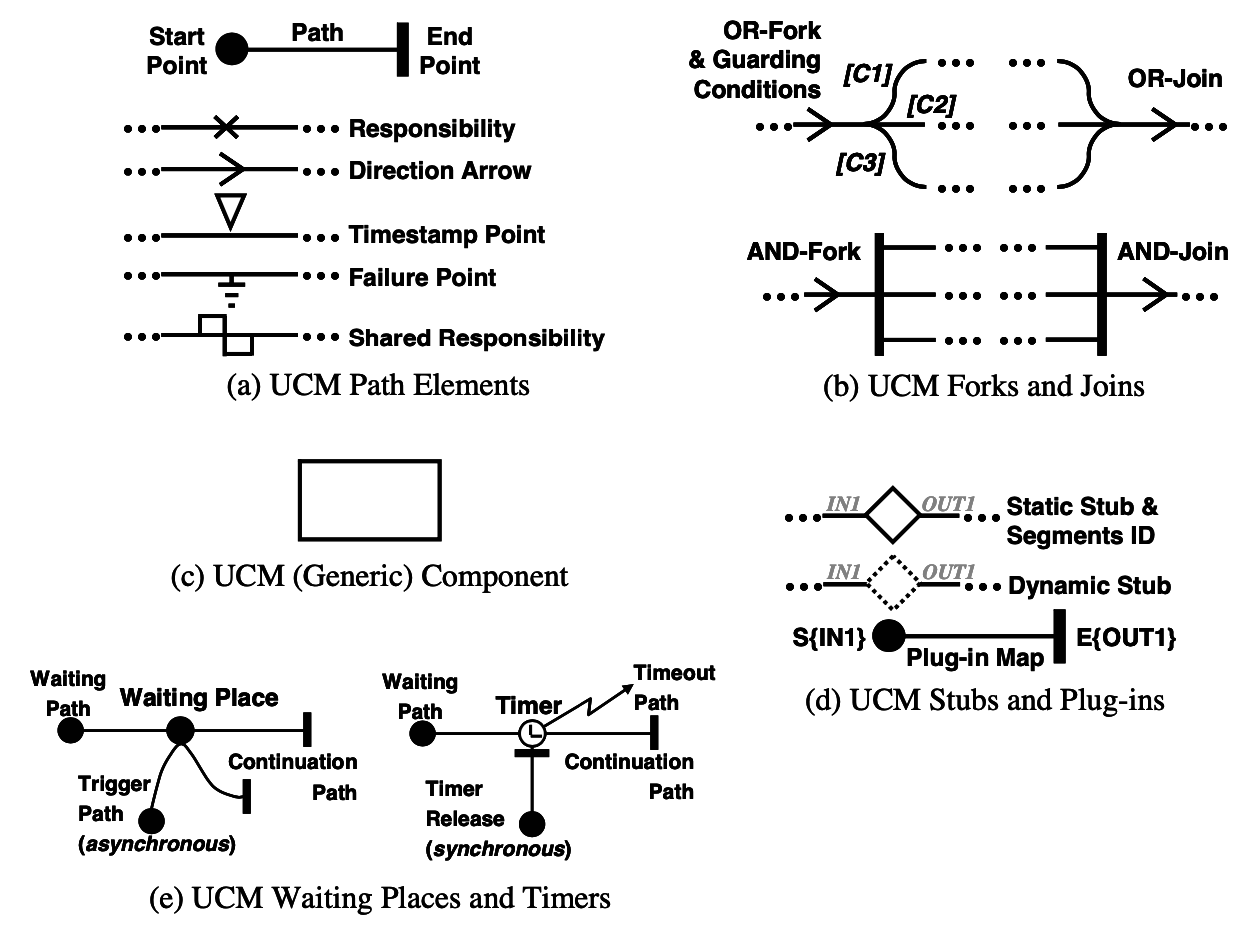 Start
Point
Path
End
Point
Responsibility
Direction Arrow
Timestamp Point
Failure Point
Shared Responsibility
(a) UCM Path Elements
OR-Fork
& Guarding
Conditions
[C1]
[C2]
[C3]
OR-Join
AND-Fork
AND-Join
(b) UCM Forks and Joins
(c) UCM (Generic) Component
IN1
OUT1
Static Stub &
Segments ID
IN1
OUT1
Dynamic Stub
S{IN1}
E{OUT1}
Plug-in Map
(d) UCM Stubs and Plug-ins
Waiting
Path
Waiting Place
Continuation
Path
Trigger
Path
(asynchronous)
Waiting
Path
Timer
Timeout
Path
Continuation
Path
Timer
Release
(synchronous)
(e) UCM Waiting Places and Timers